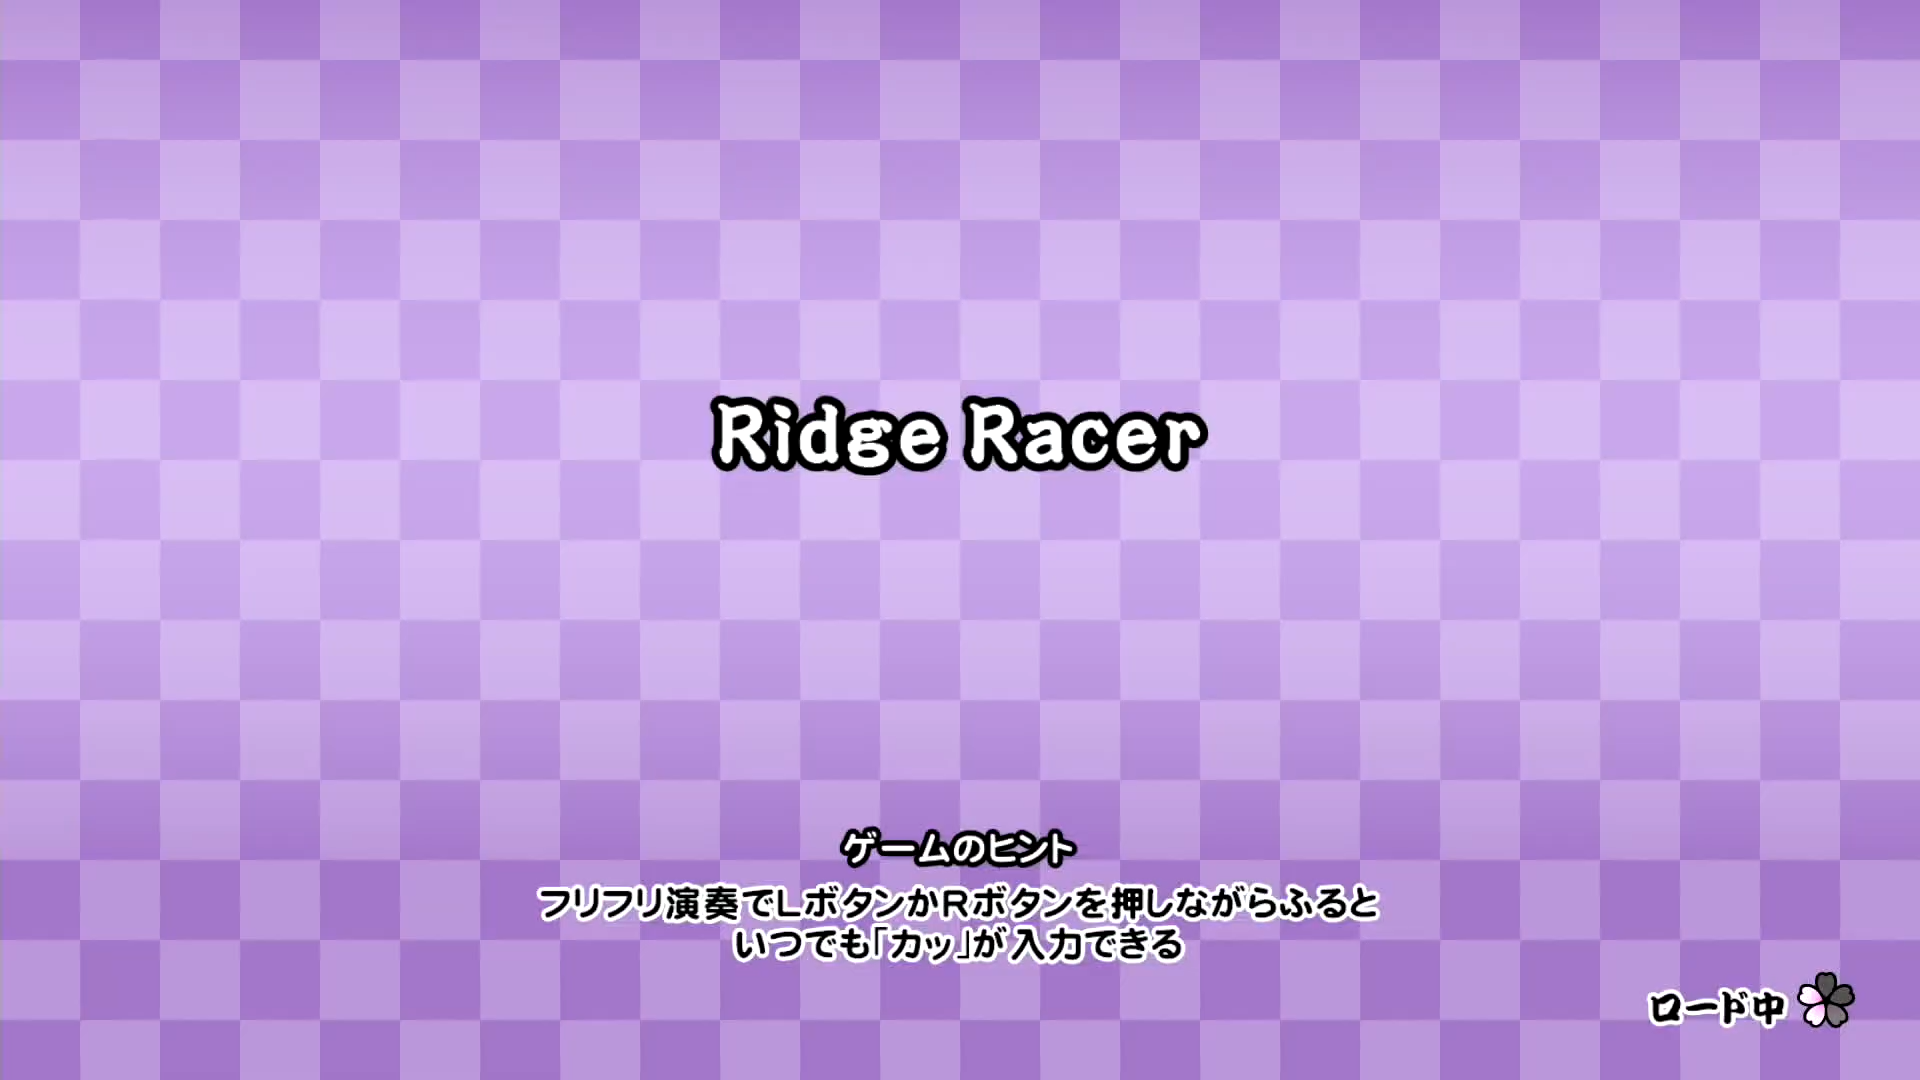 Ridge Racer
ゲームのヒント
フリフリ演奏でLボタンかRボタンを押しながらふると
いつでも「カッ」が入力できる
ロード中